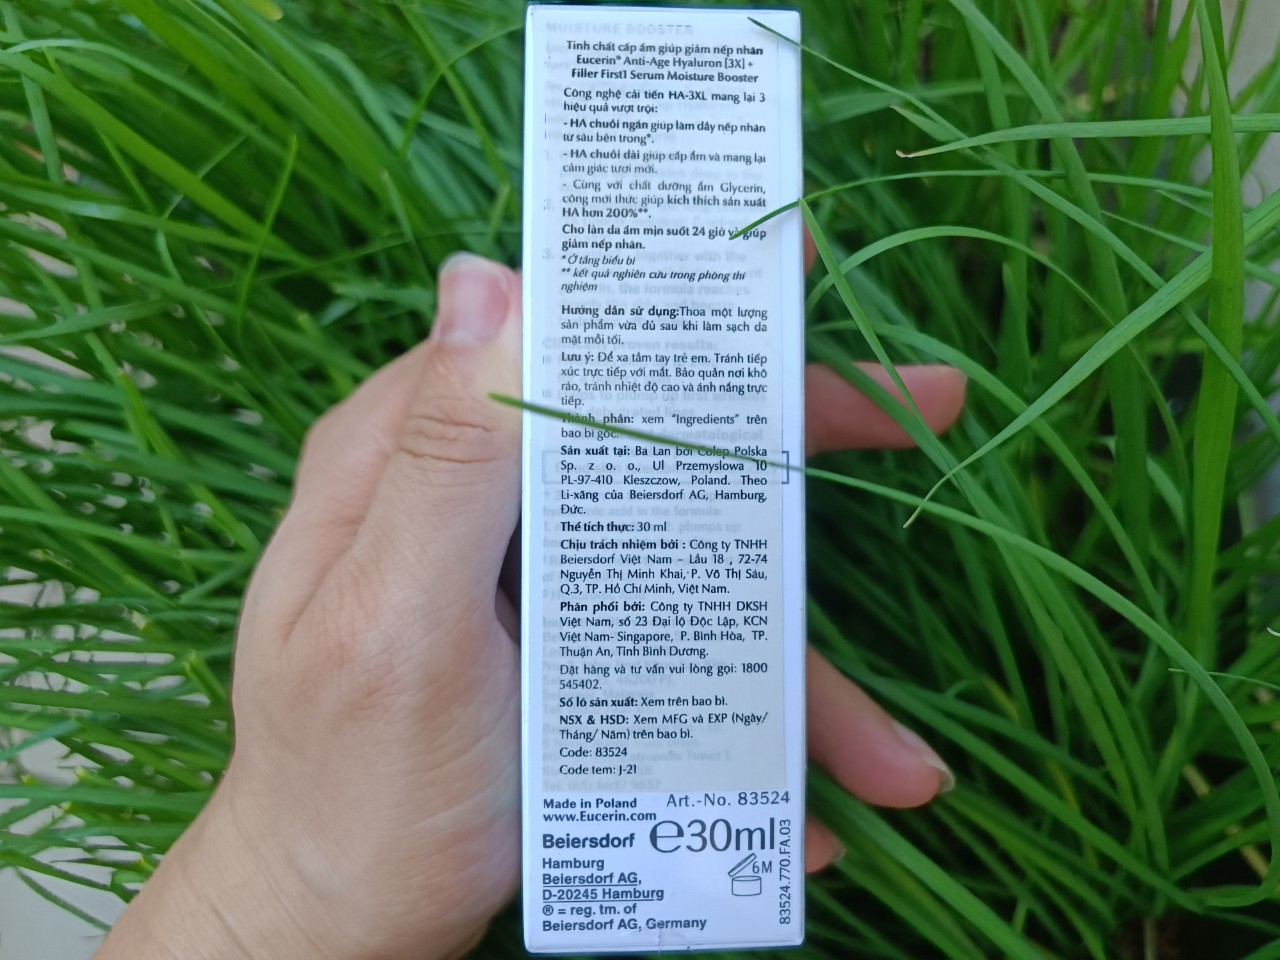 MOISTURE BOOSTER
Tinh chất cấp ẩm giúp giảm nếp nhăn
Eucerin® Anti-Age Hyaluron [3X] +
Filler First1 Serum Moisture Booster
Công nghệ cải tiến HA-3XL mang lại 3
hiệu quả vượt trội:
- HA chuỗi ngắn giúp làm dầy nếp nhăn
từ sâu bên trong*.
- HA chuỗi dài giúp cấp ẩm và mang lại
cảm giác tươi mới.
- Cùng với chất dưỡng ẩm Glycerin,
công mới thức giúp kích thích sản xuất
HA hơn 200%**.
Cho làn da ẩm mịn suốt 24 giờ và giúp
giảm nếp nhăn.
* Ở tầng biểu bì
** kết quả nghiên cứu trong phòng thí
nghiệm
Hướng dẫn sử dụng:Thoa một lượng
sản phẩm vừa đủ sau khi làm sạch da
mặt mỗi tối.
Lưu ý: Để xa tầm tay trẻ em. Tránh tiếp
xúc trực tiếp với mắt. Bảo quản nơi khô
ráo, tránh nhiệt độ cao và ánh nắng trực
tiếp.
Thành phần: xem "Ingredients" trên
bao bì gốc.
Sản xuất tại: Ba Lan bởi Colep Polska
Sp. z o. o., Ul Przemyslowa 10
PL-97-410 Kleszczow, Poland. Theo
Li-xăng của Beiersdorf AG, Hamburg,
Đức.
Thể tích thực: 30 ml
Chịu trách nhiệm bởi : Công ty TNHH
Beiersdorf Việt Nam – Lầu 18 , 72-74
Nguyễn Thị Minh Khai, P. Võ Thị Sáu,
Q.3, TP. Hồ Chí Minh, Việt Nam.
Phân phối bởi: Công ty TNHH DKSH
Việt Nam, số 23 Đại lộ Độc Lập, KCN
Việt Nam- Singapore, P. Bình Hòa, TP.
Thuận An, Tỉnh Bình Dương.
Đặt hàng và tư vấn vui lòng gọi: 1800
545402.
Số lô sản xuất: Xem trên bao bì.
NSX & HSD: Xem MFG và EXP (Ngày/
Tháng/ Năm) trên bao bì.
Code: 83524
Code tem: J-21
Made in Poland
Art.-No. 83524
www.Eucerin.com
Beiersdorf
℮30ml
Hamburg
Beiersdorf AG,
D-20245 Hamburg
® = reg. tm. of
Beiersdorf AG, Germany
6M
83524.770.FA.03